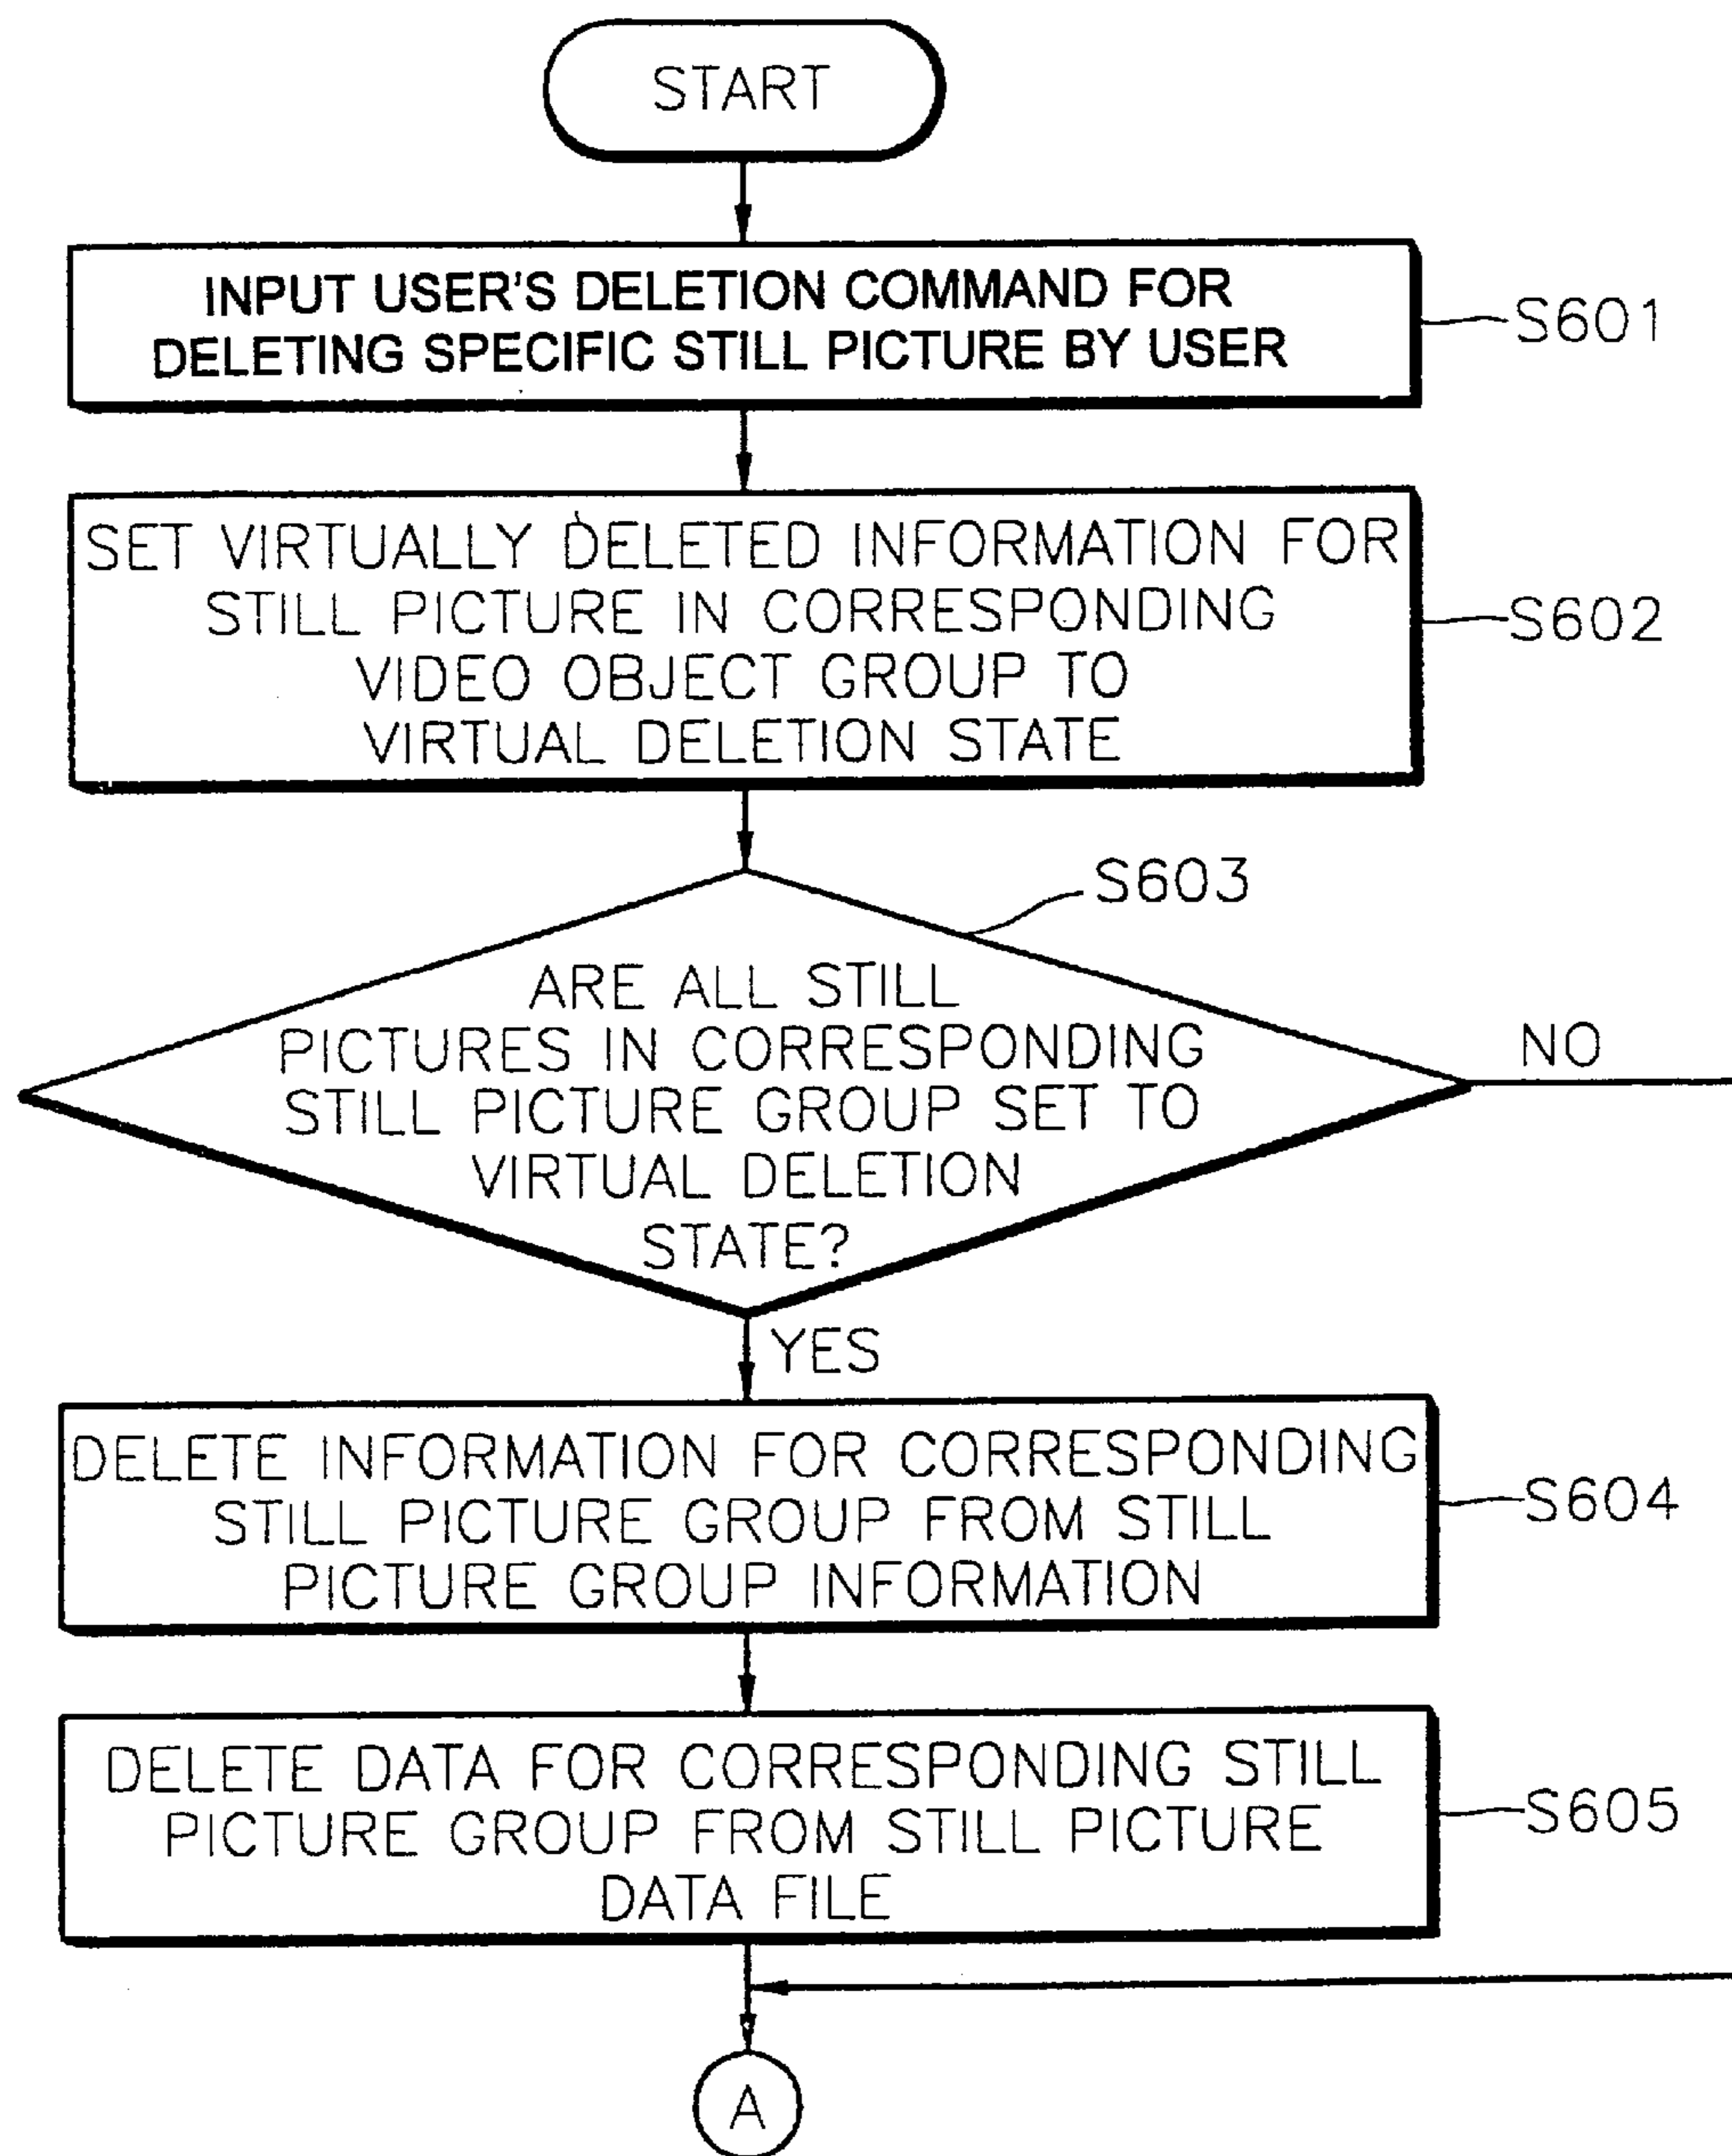 START
INPUT USER'S DELETION COMMAND FOR
DELETING SPECIFIC STILL PICTURE BY USER
S601
SET VIRTUALLY DELETED INFORMATION FOR
STILL PICTURE IN CORRESPONDING
VIDEO OBJECT GROUP TO
VIRTUAL DELETION STATE
S602
S603
ARE ALL STILL
PICTURES IN CORRESPONDING
STILL PICTURE GROUP SET TO
VIRTUAL DELETION
STATE?
NO
YES
DELETE INFORMATION FOR CORRESPONDING
STILL PICTURE GROUP FROM STILL
PICTURE GROUP INFORMATION
S604
DELETE DATA FOR CORRESPONDING STILL
PICTURE GROUP FROM STILL PICTURE
DATA FILE
S605
A